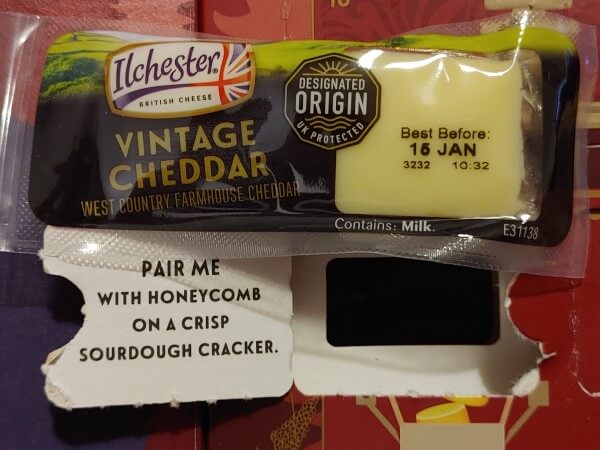 Ilchester
BRITISH CHEESE
VINTAGE
CHEDDAR
WEST COUNTRY FARMHOUSE CHEDDAR
DESIGNATED
ORIGIN
UK PROTECTED
Best Before:
15 JAN
3232 10:32
Contains: Milk.
E31138
PAIR ME
WITH HONEYCOMB
ON A CRISP
SOURDOUGH CRACKER.